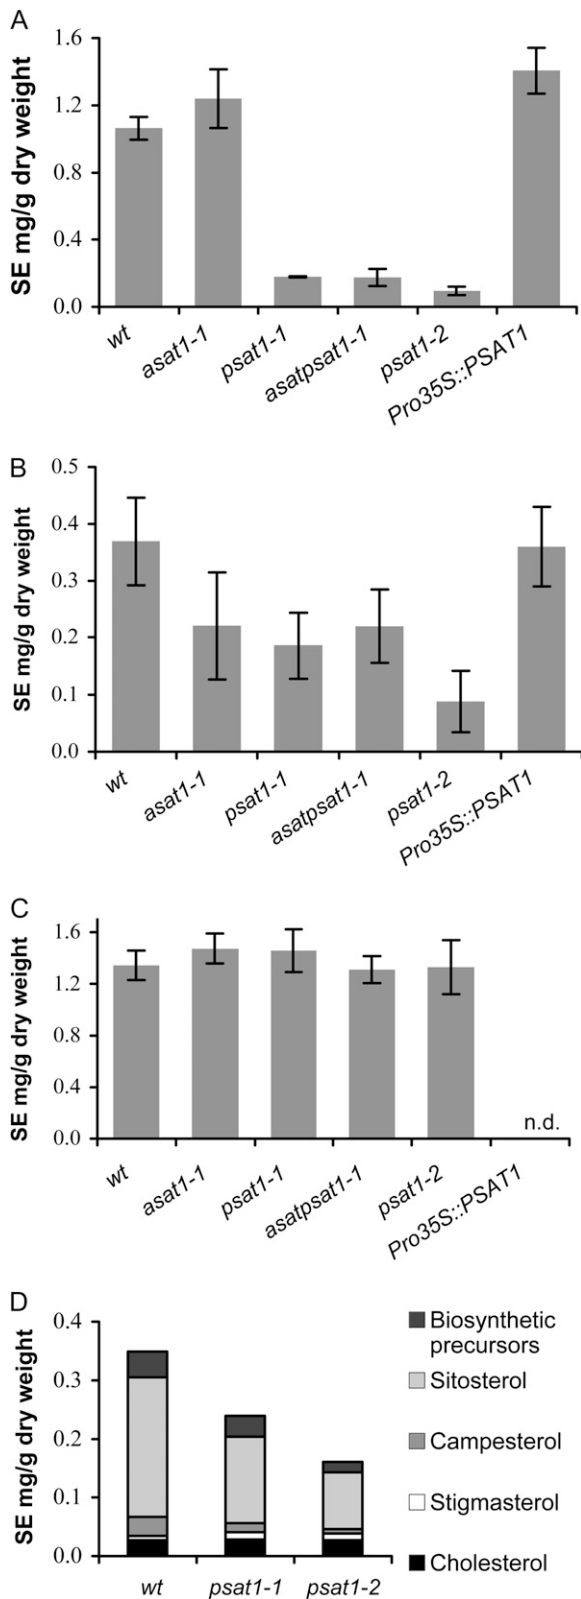 A
SE mg/g dry weight
1.6
1.2
0.8
0.4
0.0
wt
asat1-1
psat1-1
asatpsat1-1
psat1-2
Pro35S::PSAT1
B
SE mg/g dry weight
0.5
0.4
0.3
0.2
0.1
0.0
wt
asat1-1
psat1-1
asatpsat1-1
psat1-2
Pro35S::PSAT1
C
SE mg/g dry weight
1.6
1.2
0.8
0.4
0.0
n.d.
wt
asat1-1
psat1-1
asatpsat1-1
psat1-2
Pro35S::PSAT1
D
SE mg/g dry weight
0.4
0.3
0.2
0.1
0.0
wt
psat1-1
psat1-2
Biosynthetic
precursors
Sitosterol
Campesterol
Stigmasterol
Cholesterol